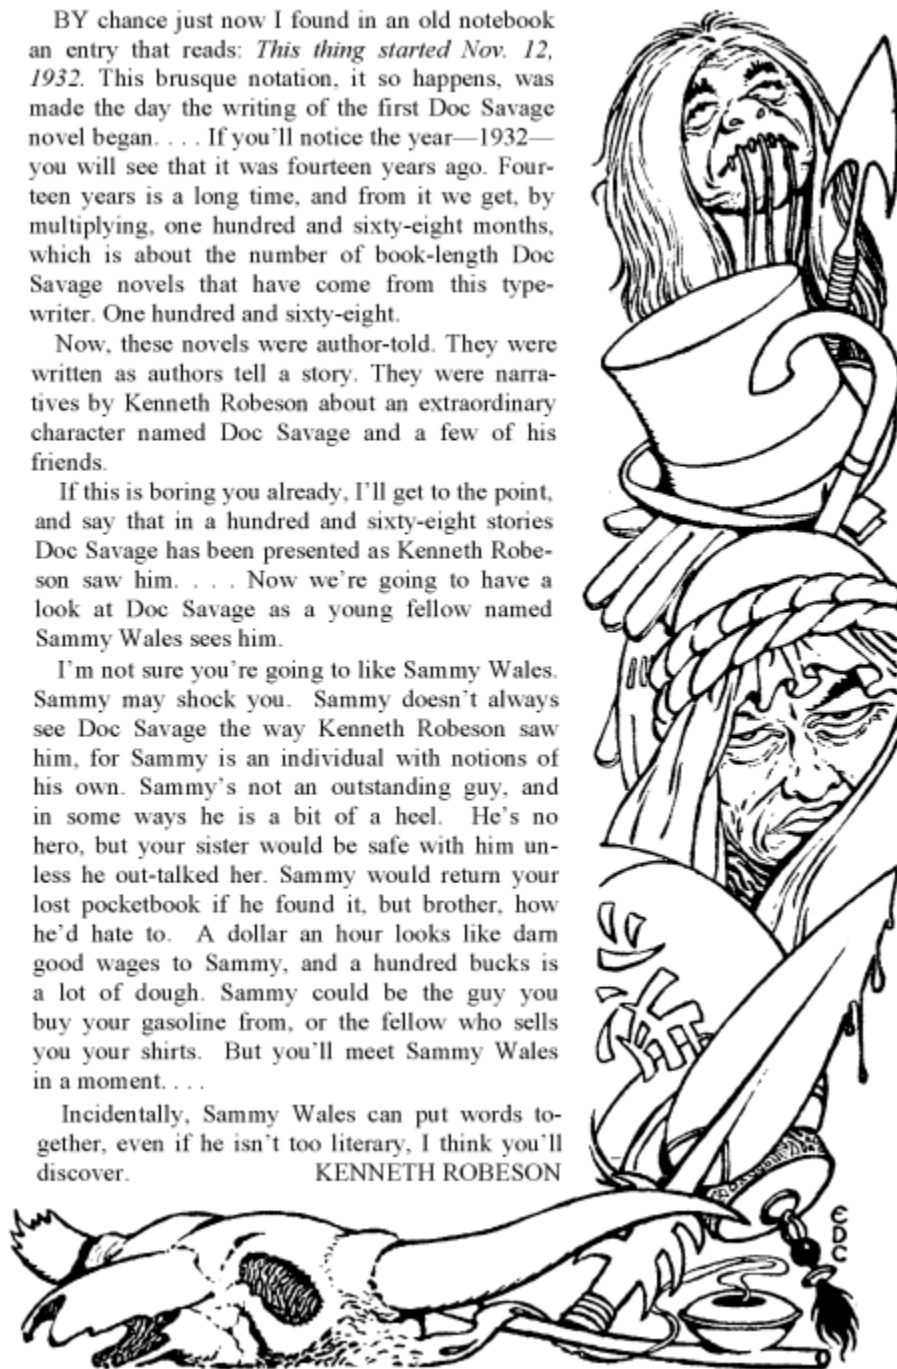 BY chance just now I found in an old notebook
an entry that reads: This thing started Nov. 12,
1932. This brusque notation, it so happens, was
made the day the writing of the first Doc Savage
novel began. . . . If you'll notice the year—1932—
you will see that it was fourteen years ago. Four-
teen years is a long time, and from it we get, by
multiplying, one hundred and sixty-eight months,
which is about the number of book-length Doc
Savage novels that have come from this type-
writer. One hundred and sixty-eight.
Now, these novels were author-told. They were
written as authors tell a story. They were narra-
tives by Kenneth Robeson about an extraordinary
character named Doc Savage and a few of his
friends.
If this is boring you already, I'll get to the point,
and say that in a hundred and sixty-eight stories
Doc Savage has been presented as Kenneth Robe-
son saw him. . . . Now we're going to have a
look at Doc Savage as a young fellow named
Sammy Wales sees him.
I'm not sure you're going to like Sammy Wales.
Sammy may shock you. Sammy doesn't always
see Doc Savage the way Kenneth Robeson saw
him, for Sammy is an individual with notions of
his own. Sammy's not an outstanding guy, and
in some ways he is a bit of a heel. He's no
hero, but your sister would be safe with him un-
less he out-talked her. Sammy would return your
lost pocketbook if he found it, but brother, how
he'd hate to. A dollar an hour looks like darn
good wages to Sammy, and a hundred bucks is
a lot of dough. Sammy could be the guy you
buy your gasoline from, or the fellow who sells
you your shirts. But you'll meet Sammy Wales
in a moment. . . .
Incidentally, Sammy Wales can put words to-
gether, even if he isn't too literary, I think you'll
discover. KENNETH ROBESON
EDC